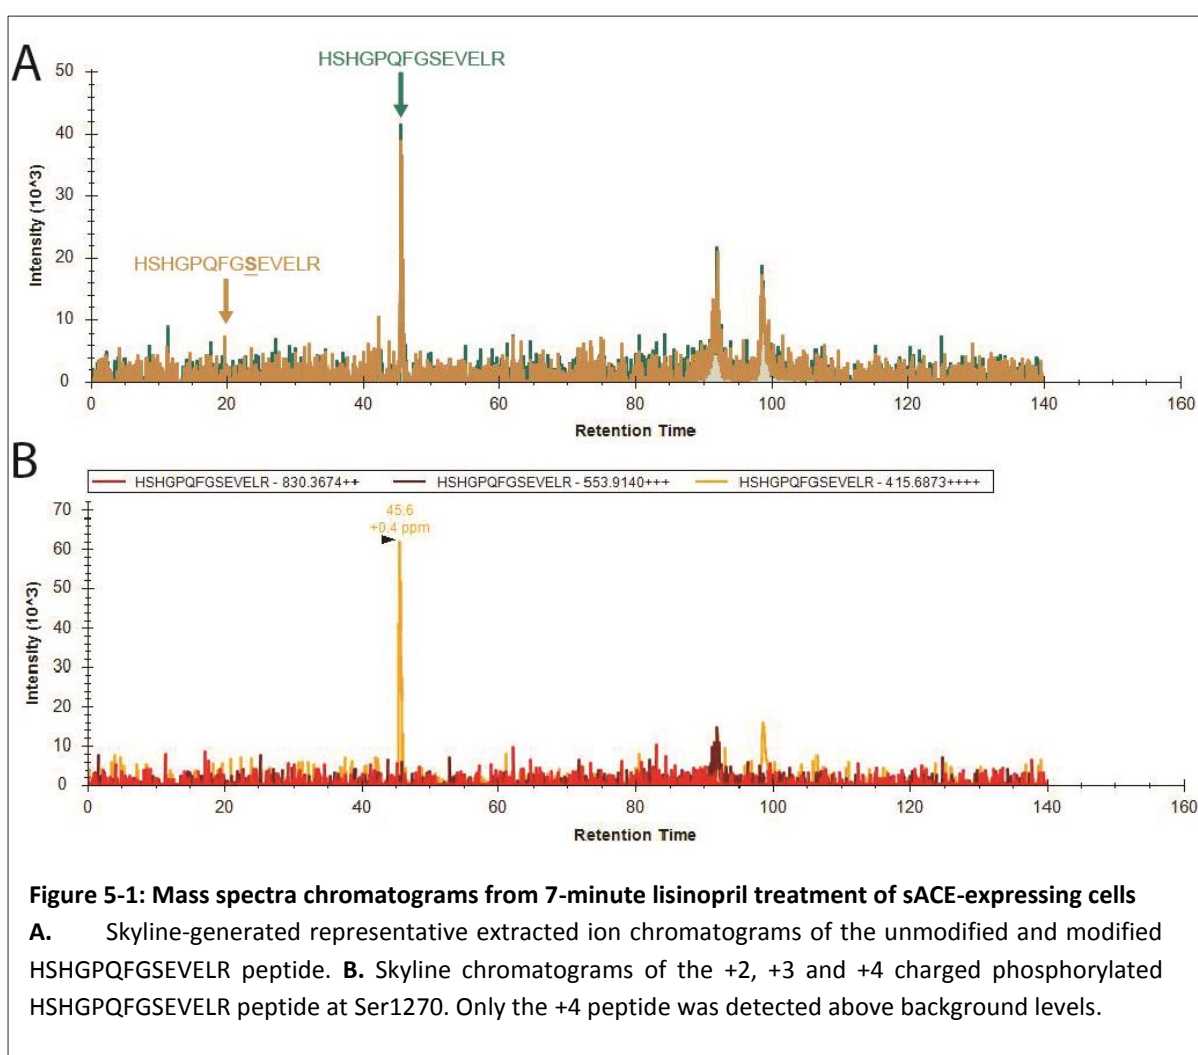 A
HSHGPQFGSEVELR
50
40
30
20
10
0
Intensity (10^3)
HSHGPQFGSEVELR
0 20 40 60 80 100 120 140 160
Retention Time
B
HSHGPQFGSEVELR - 830.3674++ HSHGPQFGSEVELR - 553.9140+++ HSHGPQFGSEVELR - 415.6873++++
70
60
50
40
30
20
10
0
Intensity (10^3)
45.6
+0.4 ppm
0 20 40 60 80 100 120 140 160
Retention Time
Figure 5-1: Mass spectra chromatograms from 7-minute lisinopril treatment of sACE-expressing cells
A. Skyline-generated representative extracted ion chromatograms of the unmodified and modified
HSHGPQFGSEVELR peptide. B. Skyline chromatograms of the +2, +3 and +4 charged phosphorylated
HSHGPQFGSEVELR peptide at Ser1270. Only the +4 peptide was detected above background levels.